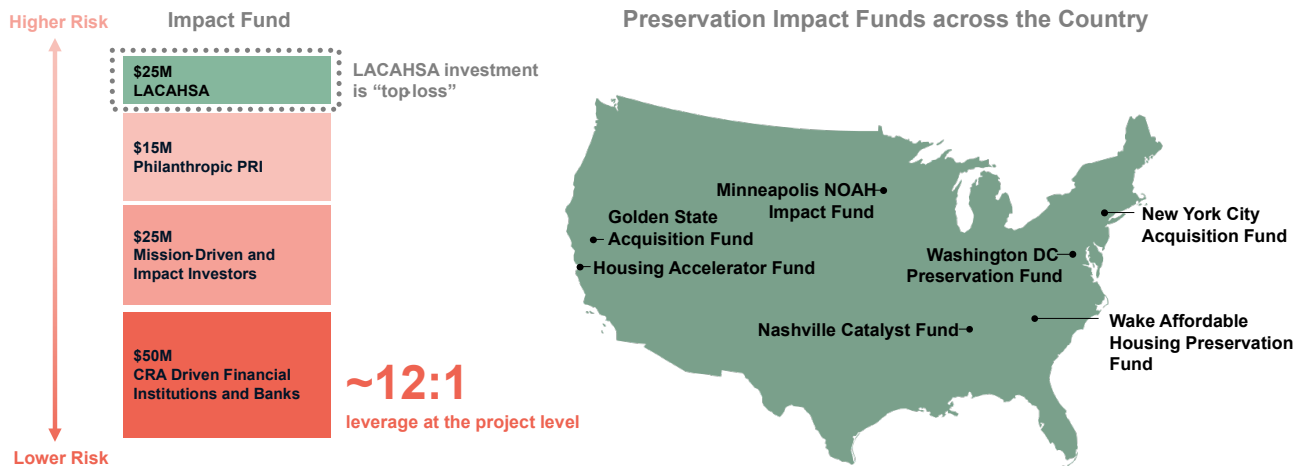 Higher Risk
Impact Fund
$25M
LACAHSA
LACAHSA investment
is “top-loss”
$15M
Philanthropic PRI
$25M
Mission-Driven and
Impact Investors
$50M
CRA Driven Financial
Institutions and Banks
~12:1
leverage at the project level
Lower Risk
Preservation Impact Funds across the Country
Minneapolis NOAH
Impact Fund
Golden State
Acquisition Fund
Housing Accelerator Fund
New York City
Acquisition Fund
Washington DC
Preservation Fund
Nashville Catalyst Fund
Wake Affordable
Housing Preservation
Fund